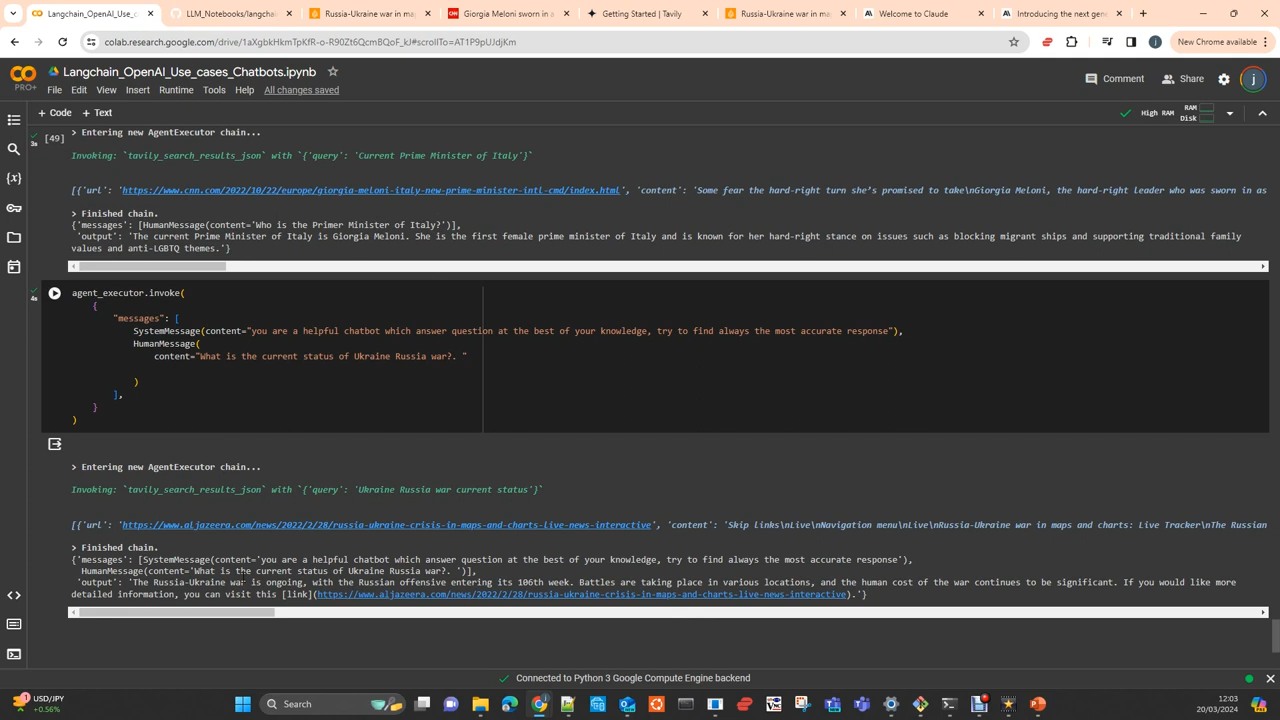 Langchain_OpenAI_Use_c
LLM_Notebooks/langchain
Russia-Ukraine war in ma
Giorgia Meloni sworn in a
Getting Started | Tavily
Russia-Ukraine war in ma
Welcome to Claude
Introducing the next gene
colab.research.google.com/drive/1aXgbkHkmTpKfR-o-R90Zt6QcmBQoF_kJ#scrollTo=AT1P9pUJdjKm
New Chrome available
PRO+
Langchain_OpenAI_Use_cases_Chatbots.ipynb
File Edit View Insert Runtime Tools Help All changes saved
Comment
Share
j
+ Code + Text
High RAM
RAM
Disk
> Entering new AgentExecutor chain...
3s
[49]
Invoking: `tavily_search_results_json` with `{'query': 'Current Prime Minister of Italy'}`
[{'url': 'https://www.cnn.com/2022/10/22/europe/giorgia-meloni-italy-new-prime-minister-intl-cmd/index.html', 'content': 'Some fear the hard-right turn she's promised to take\nGiorgia Meloni, the hard-right leader who was sworn in as
> Finished chain.
{'messages': [HumanMessage(content='Who is the Primer Minister of Italy?')],
'output': 'The current Prime Minister of Italy is Giorgia Meloni. She is the first female prime minister of Italy and is known for her hard-right stance on issues such as blocking migrant ships and supporting traditional family
values and anti-LGBTQ themes.'}
4s
agent_executor.invoke(
{
"messages": [
SystemMessage(content="you are a helpful chatbot which answer question at the best of your knowledge, try to find always the most accurate response"),
HumanMessage(
content="What is the current status of Ukraine Russia war?. "
)
],
}
)
> Entering new AgentExecutor chain...
Invoking: `tavily_search_results_json` with `{'query': 'Ukraine Russia war current status'}`
[{'url': 'https://www.aljazeera.com/news/2022/2/28/russia-ukraine-crisis-in-maps-and-charts-live-news-interactive', 'content': 'Skip links\nLive\nNavigation menu\nLive\nRussia-Ukraine war in maps and charts: Live Tracker\nThe Russian
> Finished chain.
{'messages': [SystemMessage(content='you are a helpful chatbot which answer question at the best of your knowledge, try to find always the most accurate response'),
HumanMessage(content='What is the current status of Ukraine Russia war?. ')],
'output': 'The Russia-Ukraine war is ongoing, with the Russian offensive entering its 106th week. Battles are taking place in various locations, and the human cost of the war continues to be significant. If you would like more
detailed information, you can visit this [link](https://www.aljazeera.com/news/2022/2/28/russia-ukraine-crisis-in-maps-and-charts-live-news-interactive).'}
Connected to Python 3 Google Compute Engine backend
USD/JPY
+0.56%
Search
12:03
20/03/2024